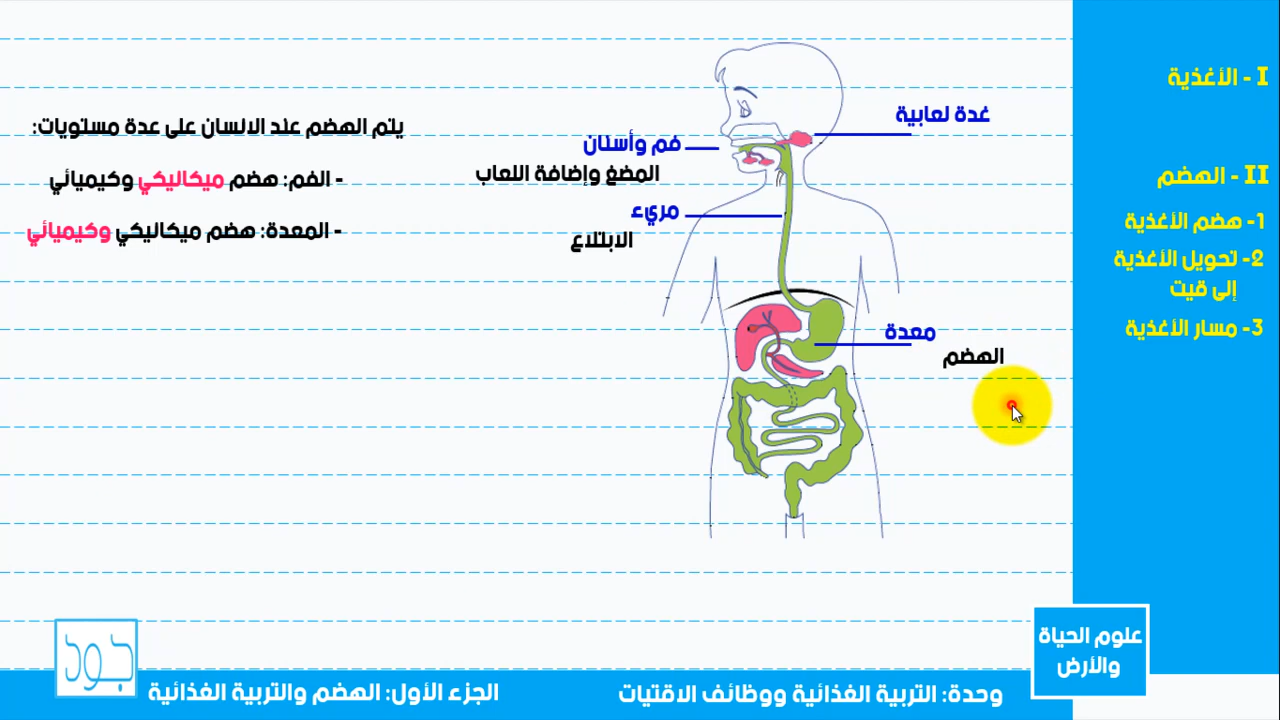 I - الأغذية
II - الهضم
1- هضم الأغذية
2- تحويل الأغذية
إلى قيت
3- مسار الأغذية
غدة لعابية
فم وأسنان
المضغ وإضافة اللعاب
مريء
الابتلاع
معدة
الهضم
يتم الهضم عند الانسان على عدة مستويات:
- الفم: هضم ميكانيكي وكيميائي
- المعدة: هضم ميكانيكي وكيميائي
علوم الحياة
والأرض
وحدة: التربية الغذائية ووظائف الاقتيات
الجزء الأول: الهضم والتربية الغذائية
جود